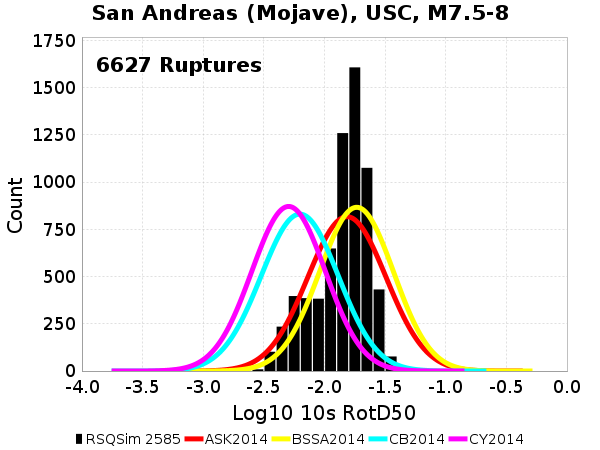 San Andreas (Mojave), USC, M7.5-8
6627 Ruptures
Count
1750
1500
1250
1000
750
500
250
0
-4.0 -3.5 -3.0 -2.5 -2.0 -1.5 -1.0 -0.5 0.0
Log10 10s RotD50
RSQSim 2585 ASK2014 BSSA2014 CB2014 CY2014